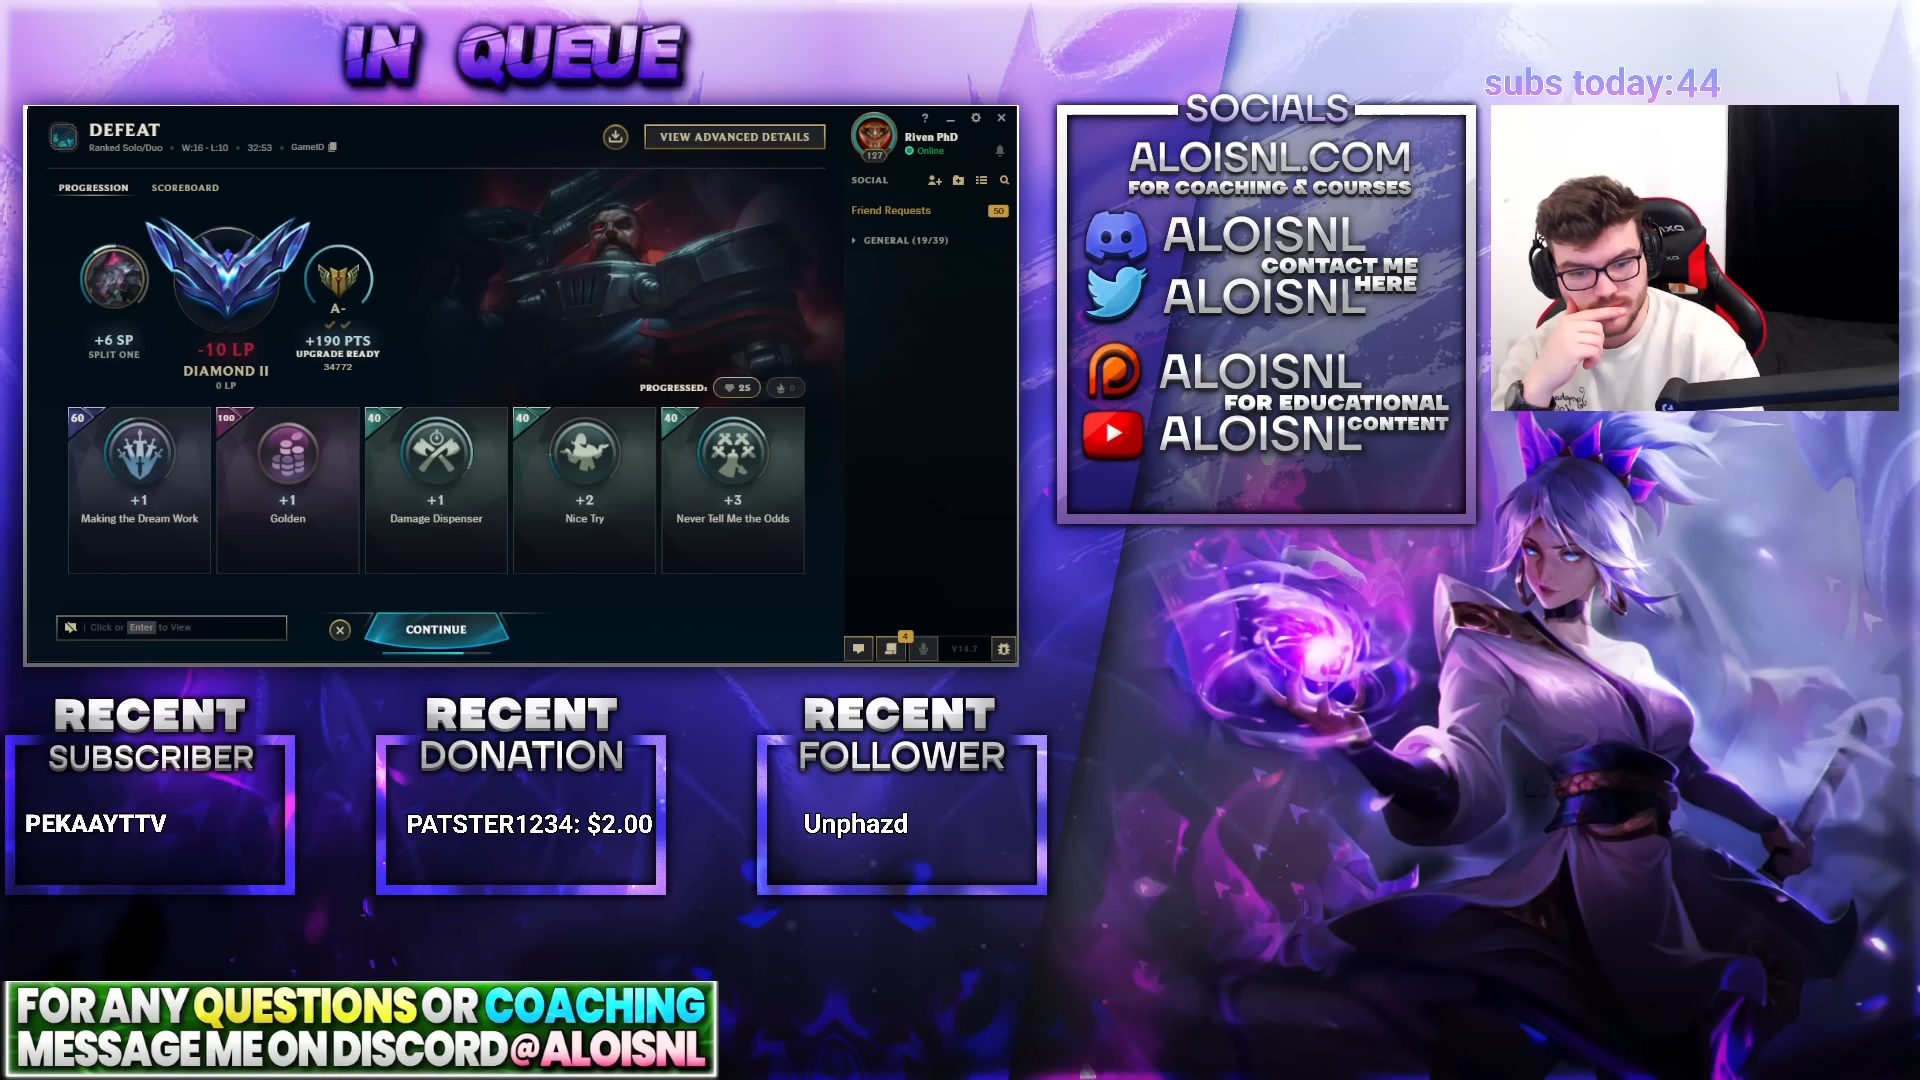 IN QUEUE
subs today:44
DEFEAT
Ranked Solo/Duo • W:16 - L:10 • 32:53 • GameID
VIEW ADVANCED DETAILS
?
127
Riven PhD
Online
PROGRESSION
SCOREBOARD
SOCIAL
Friend Requests
50
GENERAL (19/39)
+6 SP
SPLIT ONE
-10 LP
DIAMOND II
0 LP
A-
+190 PTS
UPGRADE READY
34772
PROGRESSED:
25
0
60
+1
Making the Dream Work
100
+1
Golden
40
+1
Damage Dispenser
40
+2
Nice Try
40
+3
Never Tell Me the Odds
Click or Enter to View
CONTINUE
4
V14.7
SOCIALS
ALOISNL.COM
FOR COACHING & COURSES
ALOISNL
CONTACT ME
HERE
ALOISNL
ALOISNL
FOR EDUCATIONAL
CONTENT
ALOISNL
RECENT
SUBSCRIBER
PEKAAYTTV
RECENT
DONATION
PATSTER1234: $2.00
RECENT
FOLLOWER
Unphazd
FOR ANY QUESTIONS OR COACHING
MESSAGE ME ON DISCORD @ALOISNL